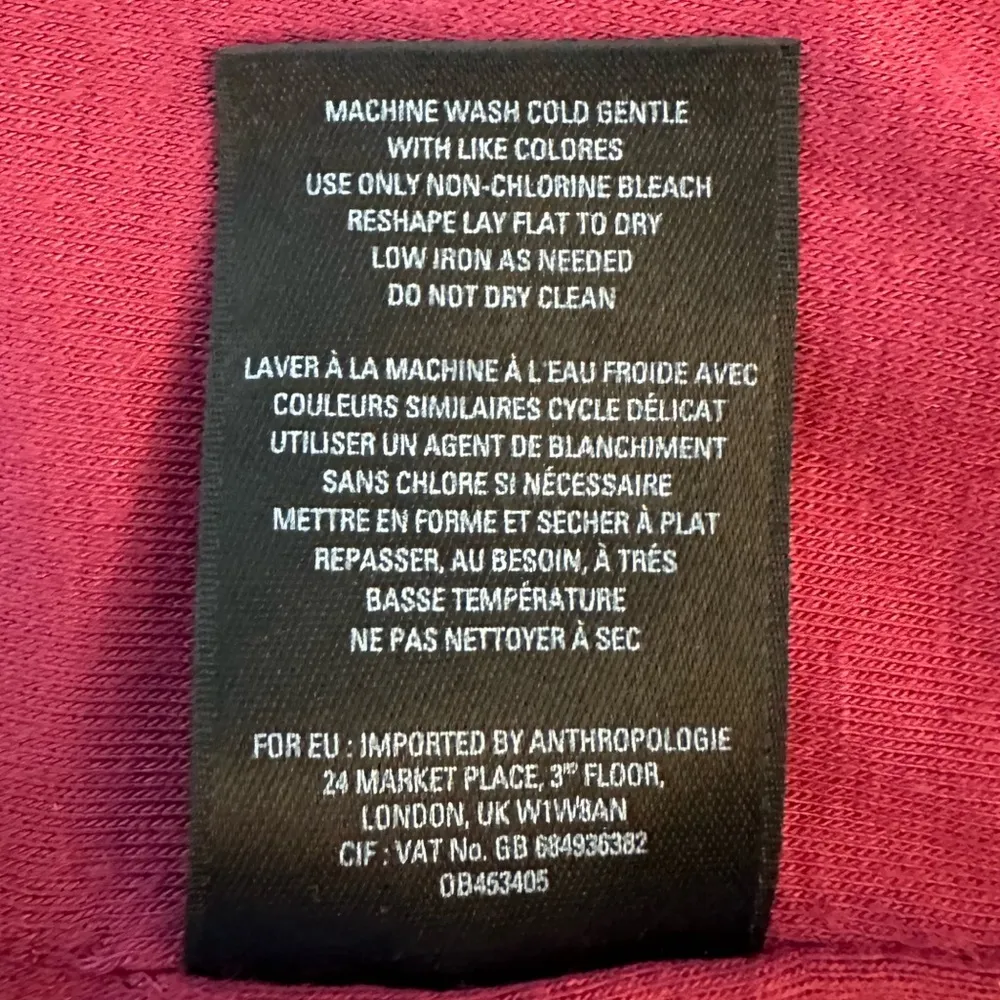 MACHINE WASH COLD GENTLE
WITH LIKE COLORES
USE ONLY NON-CHLORINE BLEACH
RESHAPE LAY FLAT TO DRY
LOW IRON AS NEEDED
DO NOT DRY CLEAN
LAVER À LA MACHINE À L'EAU FROIDE AVEC
COULEURS SIMILAIRES CYCLE DÉLICAT
UTILISER UN AGENT DE BLANCHIMENT
SANS CHLORE SI NÉCESSAIRE
METTRE EN FORME ET SECHER À PLAT
REPASSER, AU BESOIN, À TRÉS
BASSE TEMPÉRATURE
NE PAS NETTOYER À SEC
FOR EU : IMPORTED BY ANTHROPOLOGIE
24 MARKET PLACE, 3RD FLOOR,
LONDON, UK W1W8AN
CIF : VAT No. GB 684936382
OB453405